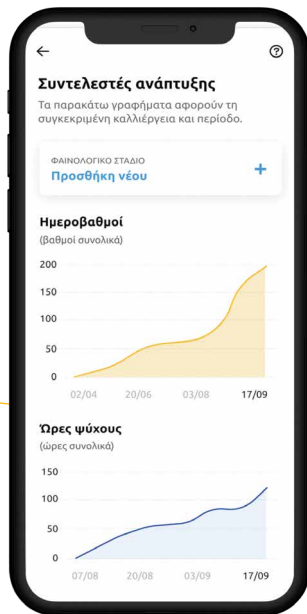 Συντελεστές ανάπτυξης
Τα παρακάτω γραφήματα αφορούν τη
συγκεκριμένη καλλιέργεια και περίοδο.
ΦΑΙΝΟΛΟΓΙΚΟ ΣΤΑΔΙΟ
Προσθήκη νέου
Ημεροβαθμοί
(βαθμοί συνολικά)
200
150
100
50
0
02/04 20/06 03/08 17/09
Ώρες ψύχους
(ώρες συνολικά)
150
100
50
0
07/08 20/08 03/09 17/09